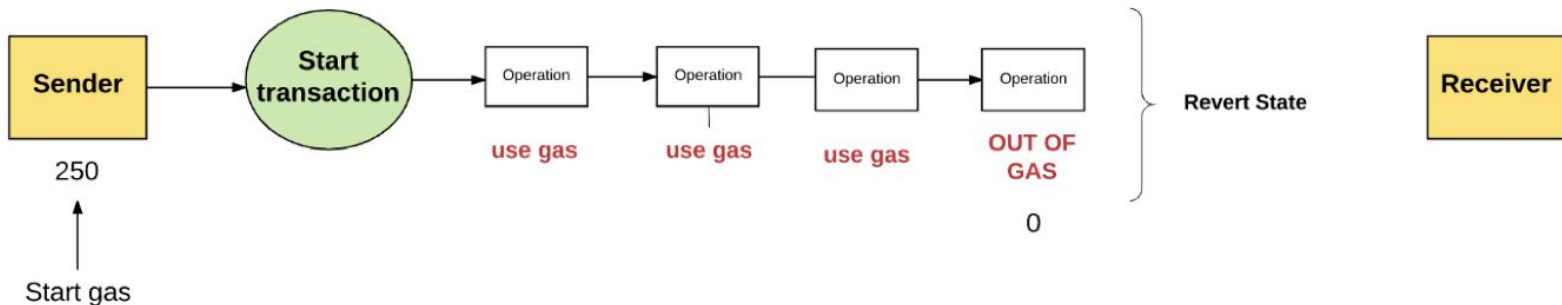 Sender
250
Start gas
Start
transaction
Operation
use gas
Operation
use gas
Operation
use gas
Operation
OUT OF
GAS
0
Revert State
Receiver